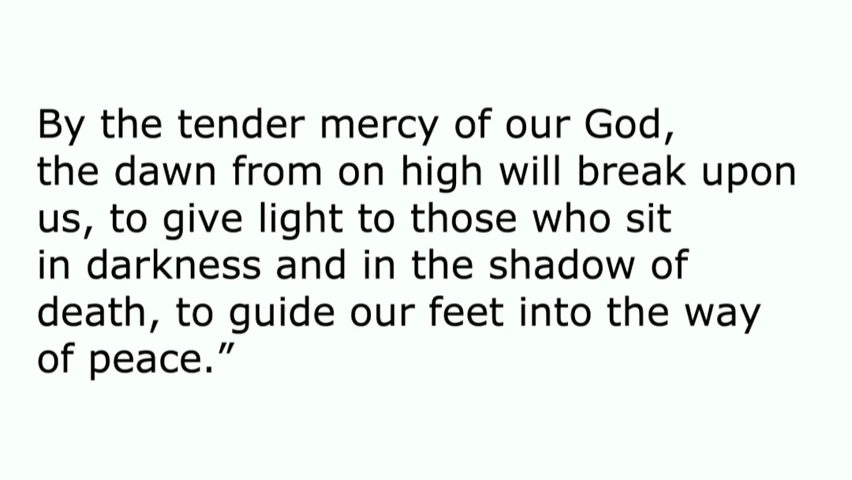 By the tender mercy of our God,
the dawn from on high will break upon
us, to give light to those who sit
in darkness and in the shadow of
death, to guide our feet into the way
of peace.”